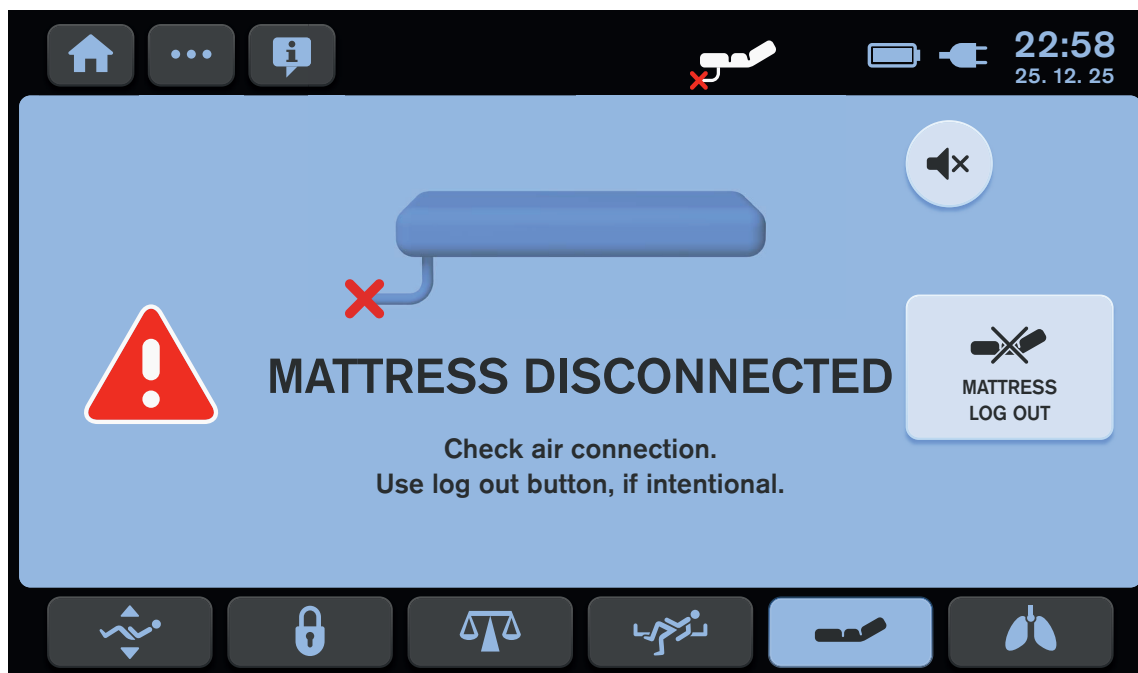 22:58
25. 12. 25
MATTRESS DISCONNECTED
Check air connection.
Use log out button, if intentional.
MATTRESS
LOG OUT